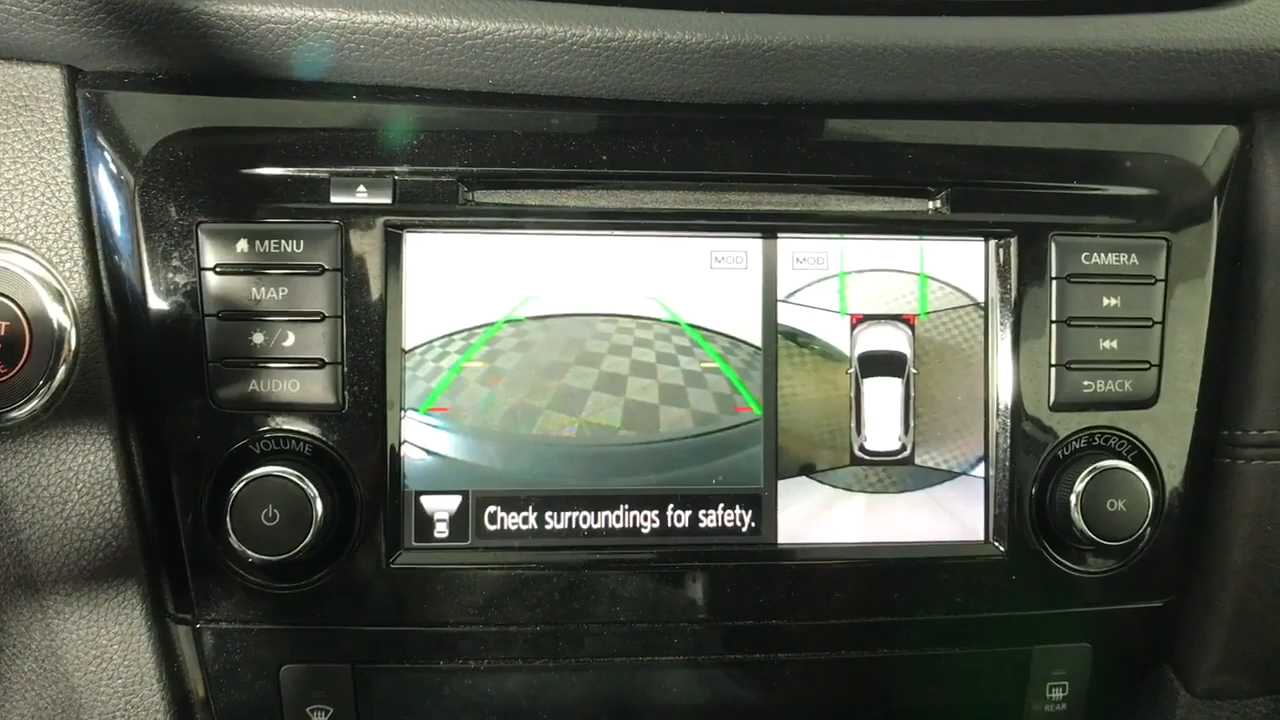 MENU
MAP
AUDIO
VOLUME
MOD
MOD
Check surroundings for safety.
CAMERA
BACK
TUNE·SCROLL
OK
REAR